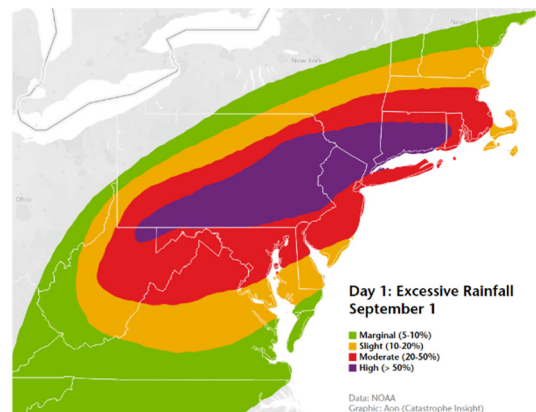 New York
Ohio
Day 1: Excessive Rainfall
September 1
Marginal (5-10%)
Slight (10-20%)
Moderate (20-50%)
High (> 50%)
Data: NOAA
Graphic: Aon (Catastrophe Insight)